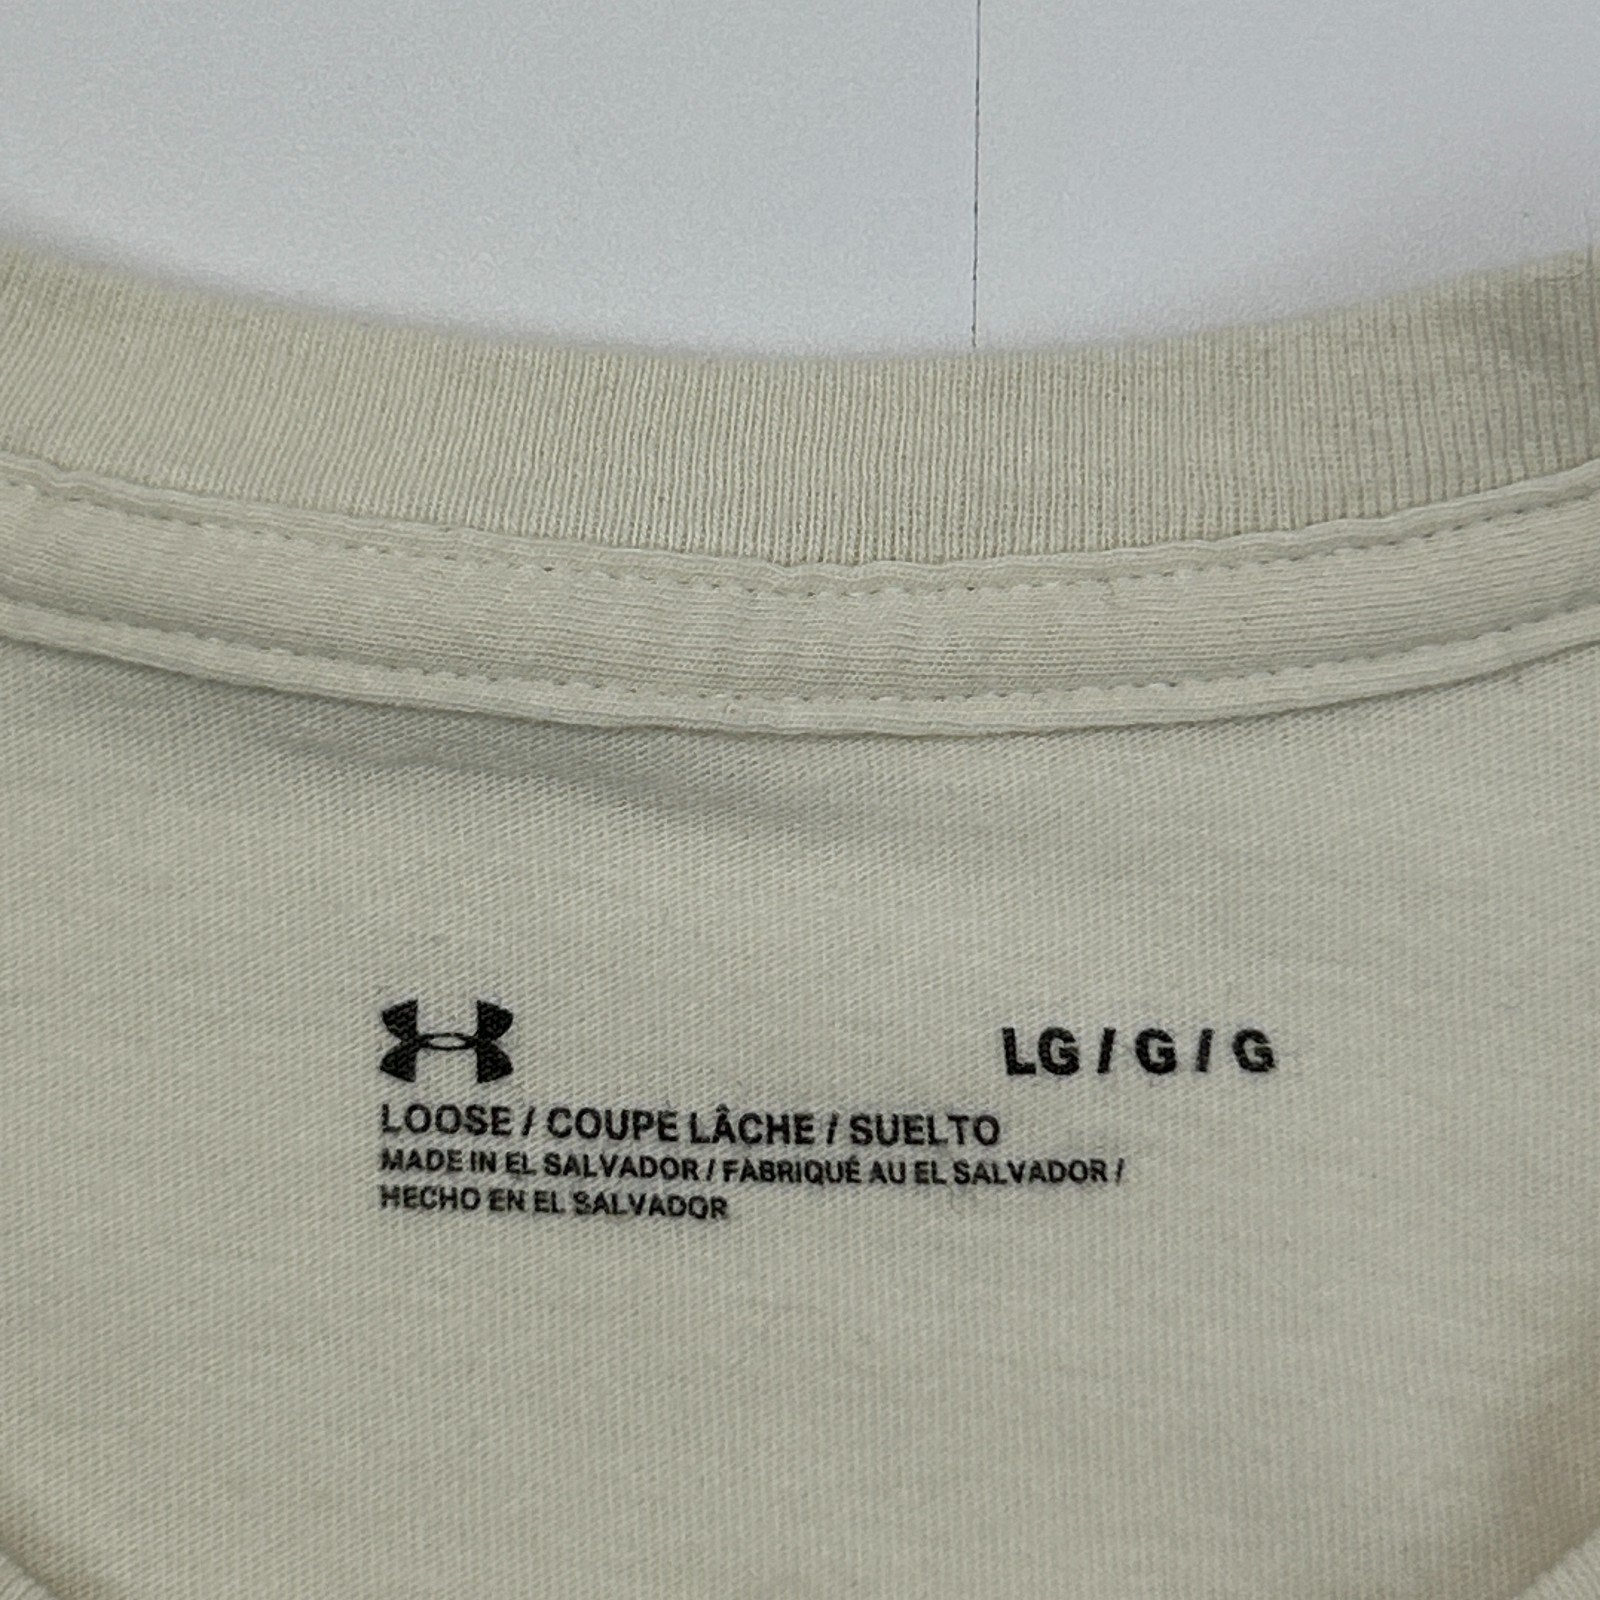 LG / G / G
LOOSE / COUPE LÂCHE / SUELTO
MADE IN EL SALVADOR / FABRIQUÉ AU EL SALVADOR /
HECHO EN EL SALVADOR